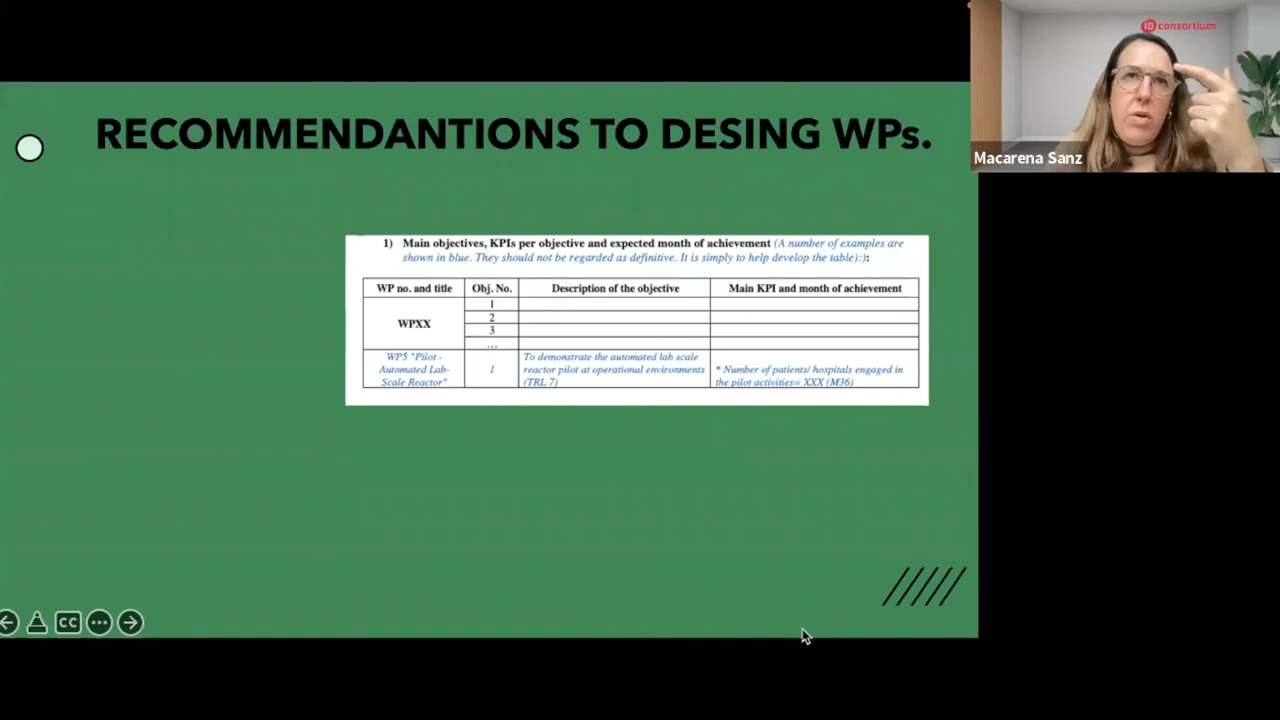 iD consortium
Macarena Sanz
RECOMMENDANTIONS TO DESING WPs.
1) Main objectives, KPIs per objective and expected month of achievement (A number of examples are
shown in blue. They should not be regarded as definitive. It is simply to help develop the table):):
WP no. and title Obj. No. Description of the objective Main KPI and month of achievement
WPXX
1
2
3
...
WP5 "Pilot -
Automated Lab-
Scale Reactor"
1
To demonstrate the automated lab scale
reactor pilot at operational environments
(TRL 7)
* Number of patients/ hospitals engaged in
the pilot activities= XXX (M36)
CC